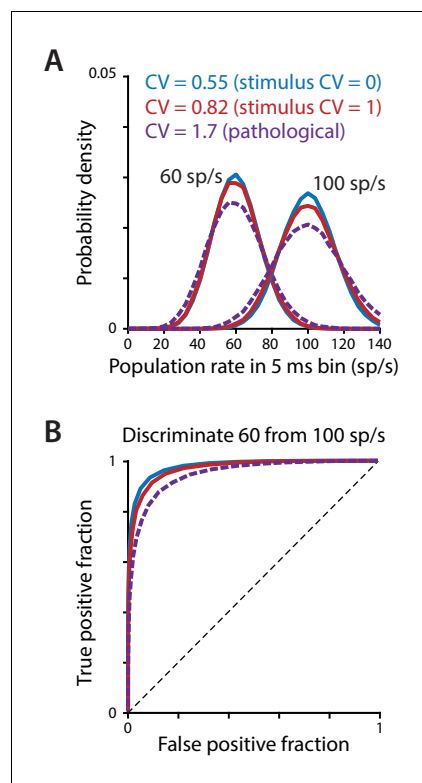 A
0.05
CV = 0.55 (stimulus CV = 0)
CV = 0.82 (stimulus CV = 1)
CV = 1.7 (pathological)
60 sp/s
100 sp/s
Probability density
0
0 20 40 60 80 100 120 140
Population rate in 5 ms bin (sp/s)
B
Discriminate 60 from 100 sp/s
1
True positive fraction
0
0 1
False positive fraction